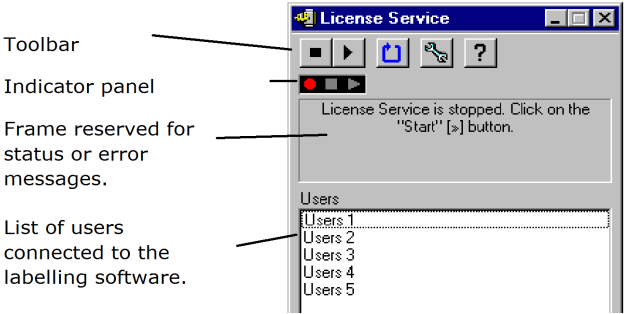 License Service
Toolbar
Indicator panel
Frame reserved for
status or error
messages.
License Service is stopped. Click on the
"Start" [»] button.
Users
List of users
connected to the
labelling software.
Users 1
Users 2
Users 3
Users 4
Users 5